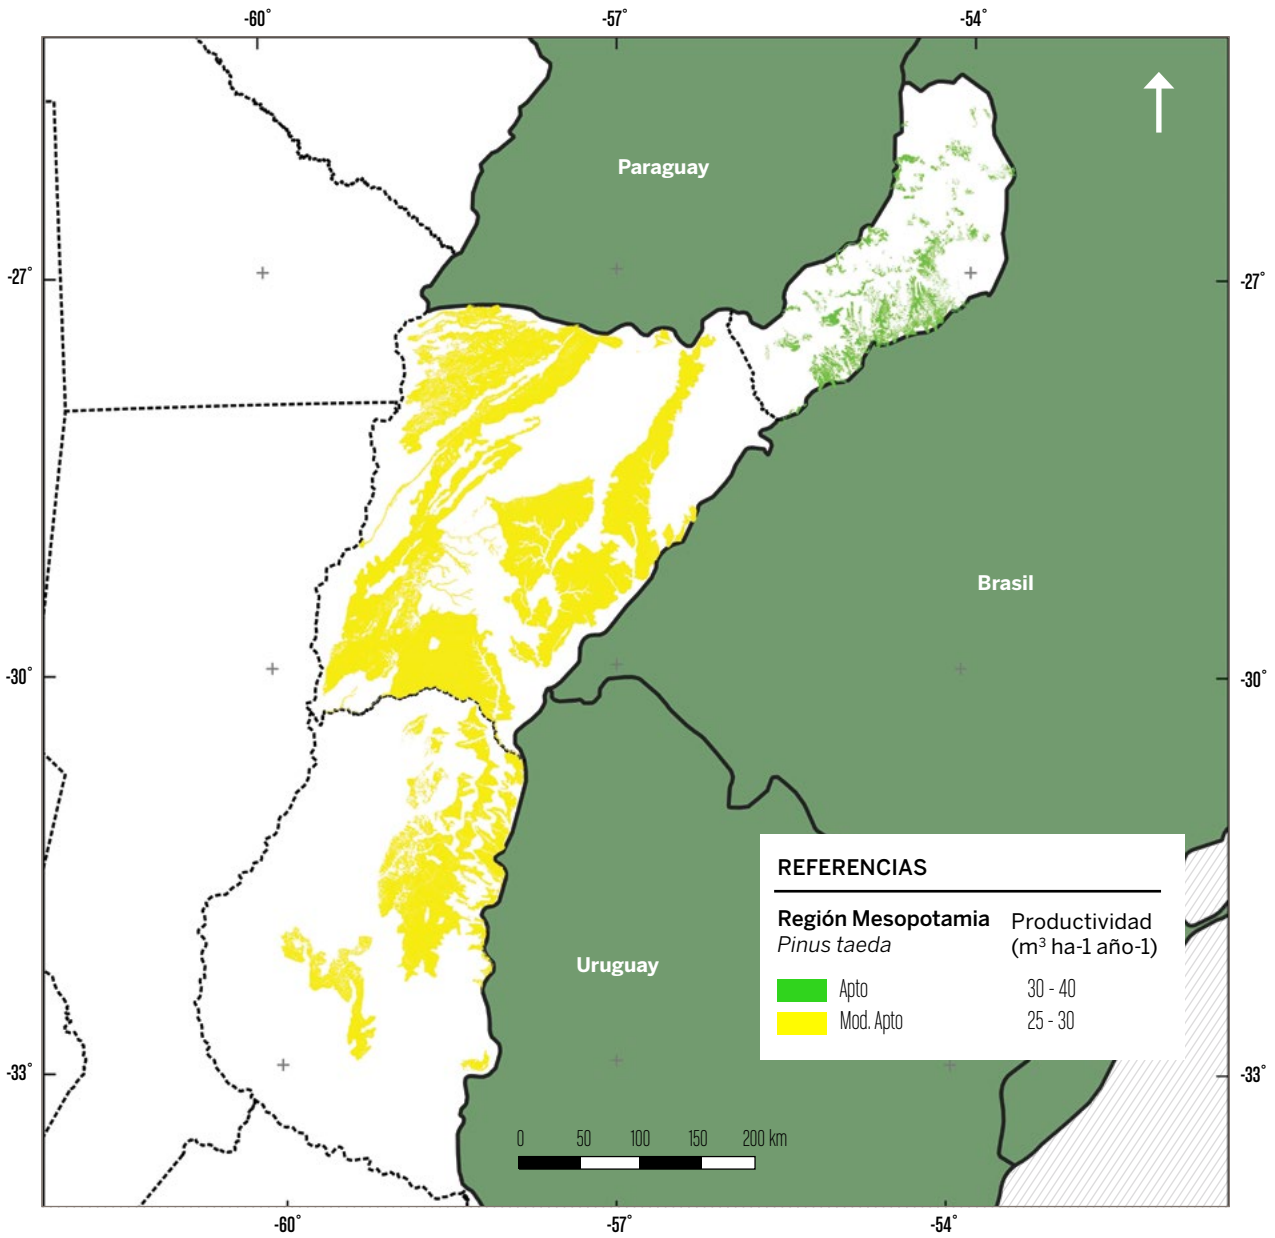 -60°
-57°
-54°
Paraguay
-27°
-27°
Brasil
-30°
-30°
REFERENCIAS
Región Mesopotamia
Pinus taeda
Productividad
(m³ ha-1 año-1)
Uruguay
Apto
30 - 40
Mod. Apto
25 - 30
-33°
-33°
0
50
100
150
200 km
-60°
-57°
-54°